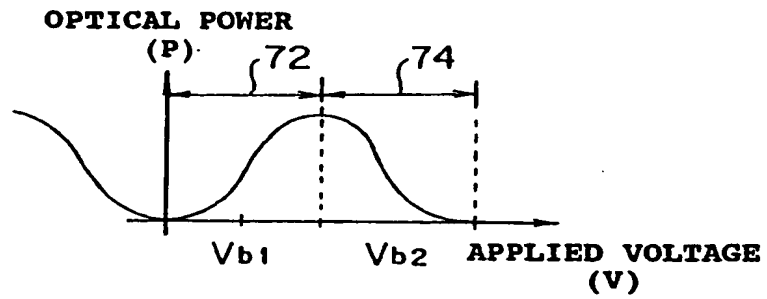 OPTICAL POWER
(P)
72
74
Vb1
Vb2
APPLIED VOLTAGE
(V)